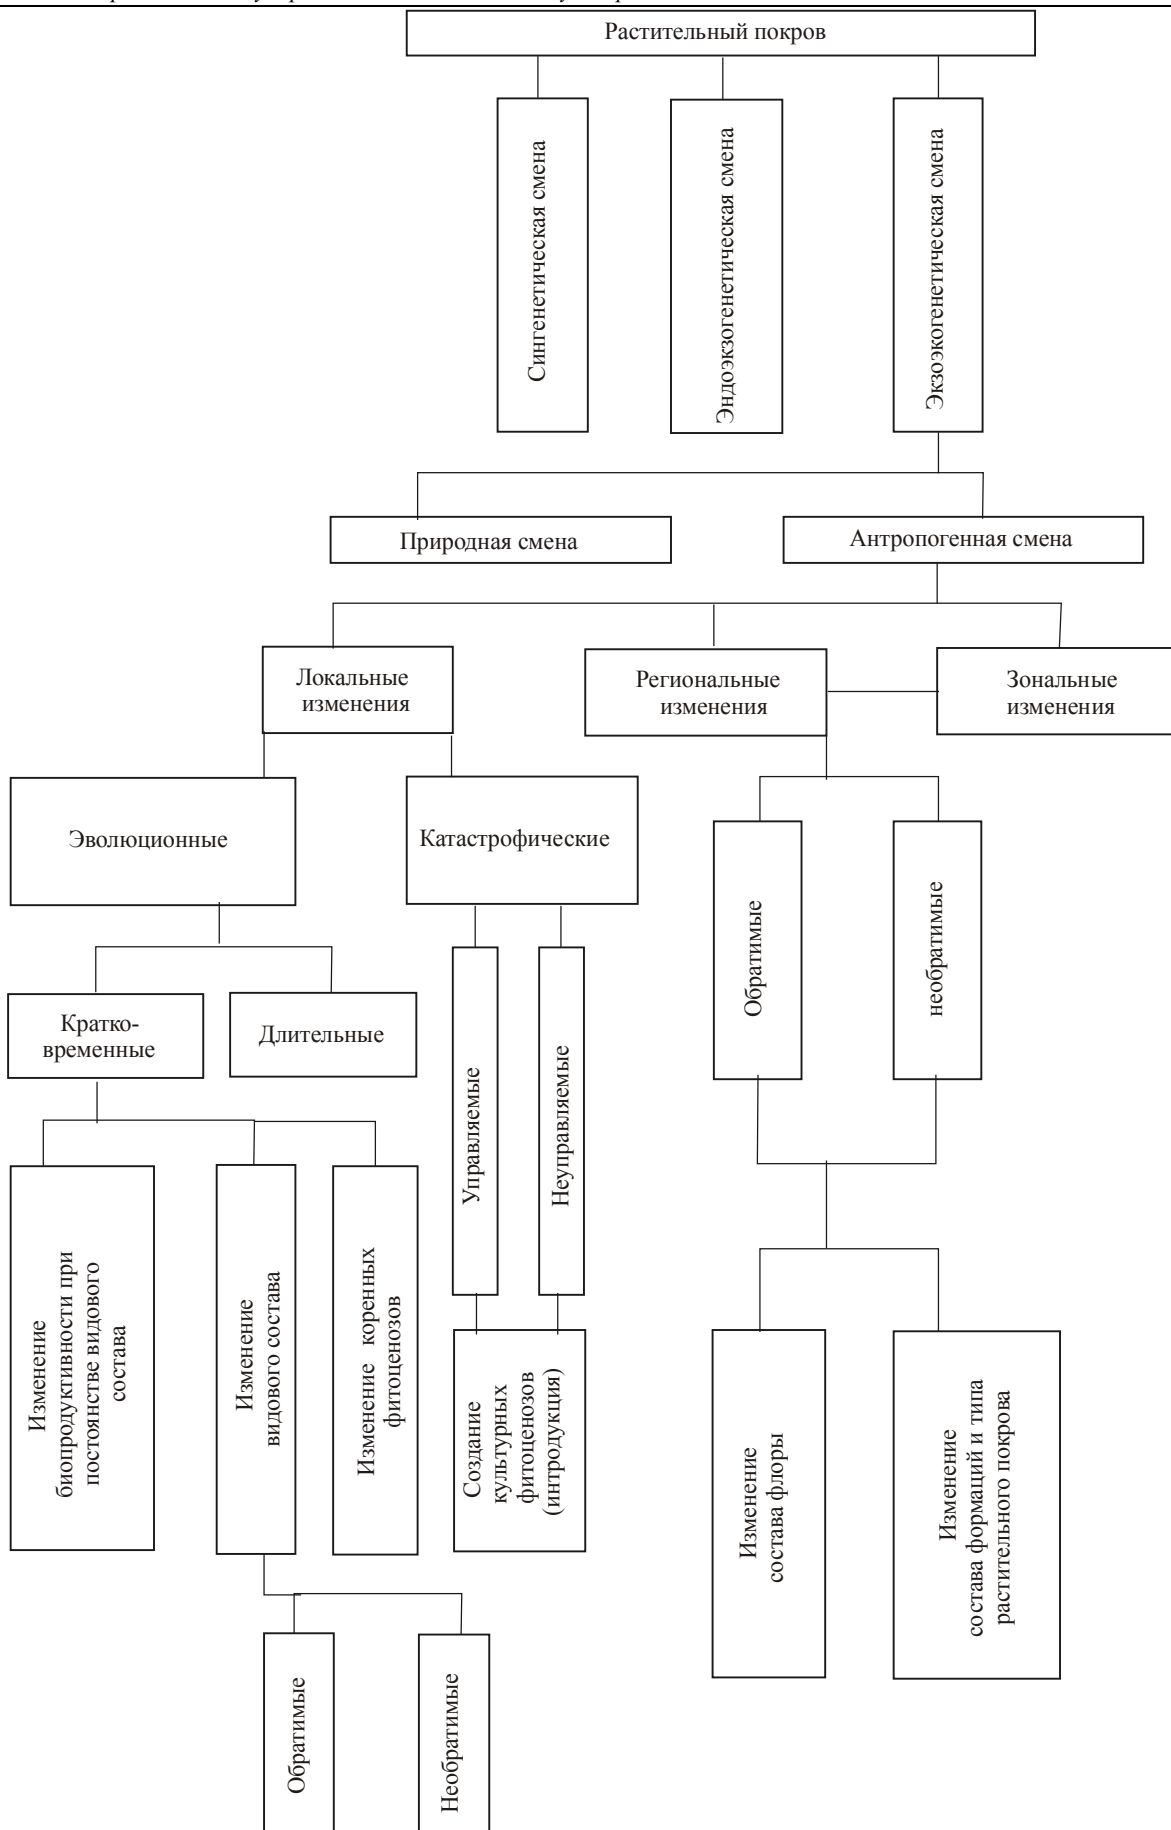 Растительный покров
Сингенетическая смена
Эндоэкзогенетическая смена
Экзоэкогенетическая смена
Природная смена
Антропогенная смена
Локальные
изменения
Региональные
изменения
Зональные
изменения
Эволюционные
Катастрофические
Обратимые
необратимые
Кратко-
временные
Длительные
Управляемые
Неуправляемые
Изменение
биопродуктивности при
постоянстве видового
состава
Изменение
видового состава
Изменение коренных
фитоценозов
Создание
культурных
фитоценозов
(интродукция)
Изменение
состава флоры
Изменение
состава формаций и типа
растительного покрова
Обратимые
Необратимые